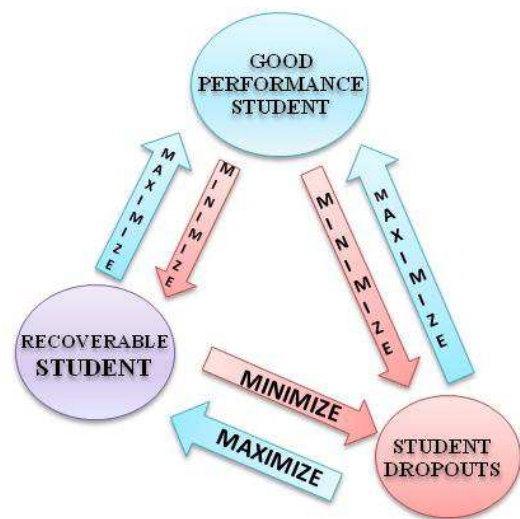 GOOD
PERFORMANCE
STUDENT
MAXIMIZE
MINIMIZE
MINIMIZE
MAXIMIZE
RECOVERABLE
STUDENT
MINIMIZE
MAXIMIZE
STUDENT
DROPOUTS